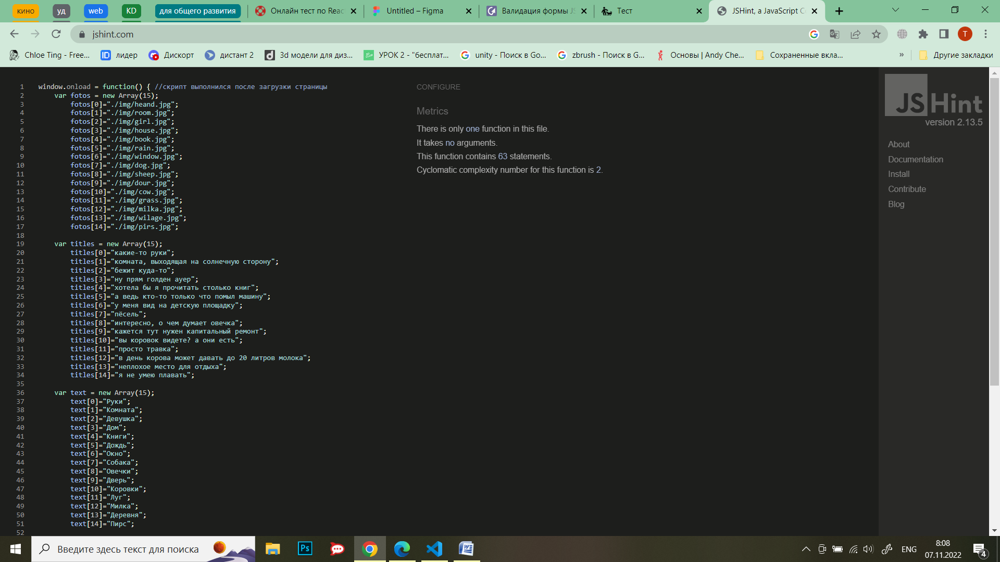 кино
уд
web
KD
для общего развития
Онлайн тест по Reac
Untitled – Figma
Валидация формы JS
Тест
JSHint, a JavaScript C
jshint.com
T
Chloe Ting - Free...
лидер
Дискорт
дистант 2
3d модели для диз...
УРОК 2 - "бесплат...
unity - Поиск в Go...
zbrush - Поиск в G...
Основы | Andy Che...
Сохраненные вкла...
»
Другие закладки
1 window.onload = function() { //скрипт выполнился после загрузки страницы
2 var fotos = new Array(15);
3 fotos[0]="./img/heand.jpg";
4 fotos[1]="./img/room.jpg";
5 fotos[2]="./img/girl.jpg";
6 fotos[3]="./img/house.jpg";
7 fotos[4]="./img/book.jpg";
8 fotos[5]="./img/rain.jpg";
9 fotos[6]="./img/window.jpg";
10 fotos[7]="./img/dog.jpg";
11 fotos[8]="./img/sheep.jpg";
12 fotos[9]="./img/dour.jpg";
13 fotos[10]="./img/cow.jpg";
14 fotos[11]="./img/grass.jpg";
15 fotos[12]="./img/milka.jpg";
16 fotos[13]="./img/wilage.jpg";
17 fotos[14]="./img/pirs.jpg";
18
19 var titles = new Array(15);
20 titles[0]="какие-то руки";
21 titles[1]="комната, выходящая на солнечную сторону";
22 titles[2]="бежит куда-то";
23 titles[3]="ну прям голден ауер";
24 titles[4]="хотела бы я прочитать столько книг";
25 titles[5]="а ведь кто-то только что помыл машину";
26 titles[6]="у меня вид на детскую площадку";
27 titles[7]="пёсель";
28 titles[8]="интересно, о чем думает овечка";
29 titles[9]="кажется тут нужен капитальный ремонт";
30 titles[10]="вы коровок видете? а они есть";
31 titles[11]="просто травка";
32 titles[12]="в день корова может давать до 20 литров молока";
33 titles[13]="неплохое место для отдыха";
34 titles[14]="я не умею плавать";
35
36 var text = new Array(15);
37 text[0]="Руки";
38 text[1]="Комната";
39 text[2]="Девушка";
40 text[3]="Дом";
41 text[4]="Книги";
42 text[5]="Дождь";
43 text[6]="Окно";
44 text[7]="Собака";
45 text[8]="Овечки";
46 text[9]="Дверь";
47 text[10]="Коровки";
48 text[11]="Луг";
49 text[12]="Милка";
50 text[13]="Деревня";
51 text[14]="Пирс";
52
CONFIGURE
Metrics
There is only one function in this file.
It takes no arguments.
This function contains 63 statements.
Cyclomatic complexity number for this function is 2.
JSHint
version 2.13.5
About
Documentation
Install
Contribute
Blog
Введите здесь текст для поиска
Ps
ENG
8:08
07.11.2022
4